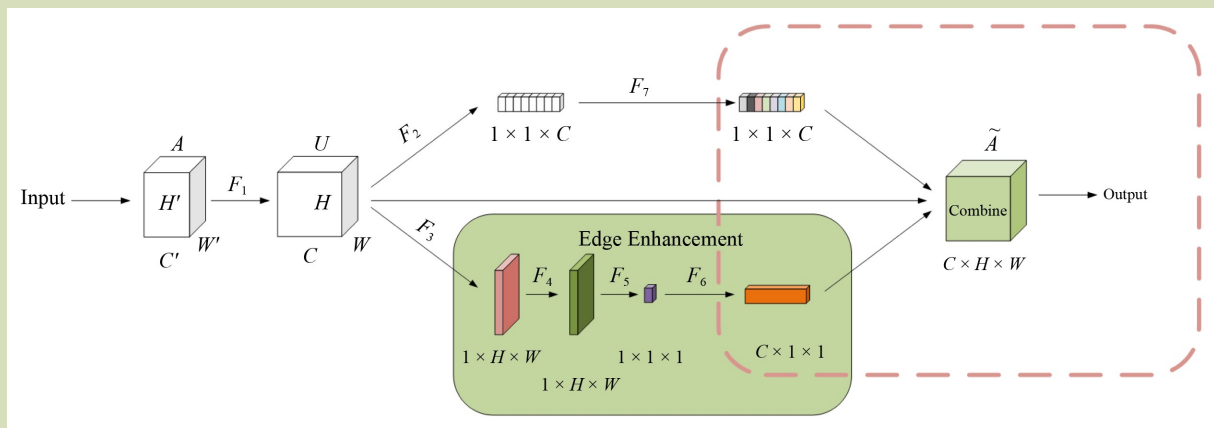 Input
A
H′
C′
W′
F₁
U
H
C
W
F₂
1 × 1 × C
F₇
1 × 1 × C
F₃
Edge Enhancement
F₄
F₅
F₆
1 × H × W
1 × H × W
1 × 1 × 1
C × 1 × 1
Ã
Combine
C × H × W
Output